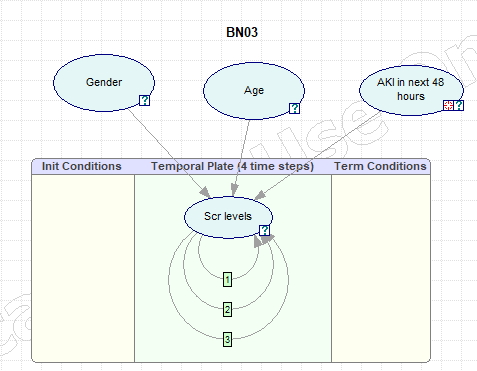 BN03
Gender
Age
AKI in next 48
hours
?
?
?
Init Conditions
Temporal Plate (4 time steps)
Term Conditions
Scr levels
?
1
2
3